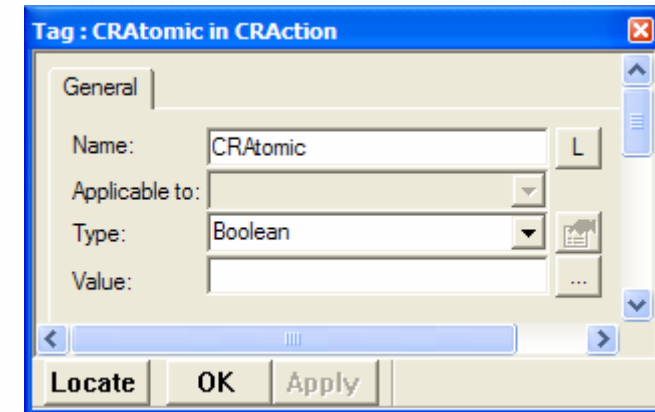 Tag : CRAtomic in CRAction
General
Name: CRAtomic L
Applicable to:
Type: Boolean
Value: ...
Locate OK Apply